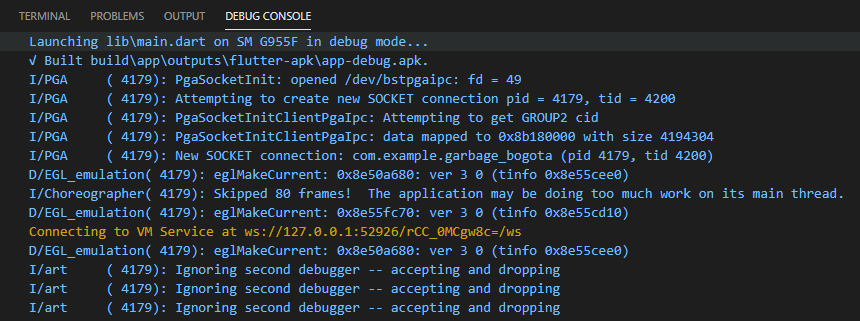 TERMINAL PROBLEMS OUTPUT DEBUG CONSOLE
Launching lib\main.dart on SM G955F in debug mode...
√ Built build\app\outputs\flutter-apk\app-debug.apk.
I/PGA     ( 4179): PgaSocketInit: opened /dev/bstpgaipc: fd = 49
I/PGA     ( 4179): Attempting to create new SOCKET connection pid = 4179, tid = 4200
I/PGA     ( 4179): PgaSocketInitClientPgaIpc: Attempting to get GROUP2 cid
I/PGA     ( 4179): PgaSocketInitClientPgaIpc: data mapped to 0x8b180000 with size 4194304
I/PGA     ( 4179): New SOCKET connection: com.example.garbage_bogota (pid 4179, tid 4200)
D/EGL_emulation( 4179): eglMakeCurrent: 0x8e50a680: ver 3 0 (tinfo 0x8e55cee0)
I/Choreographer( 4179): Skipped 80 frames!  The application may be doing too much work on its main thread.
D/EGL_emulation( 4179): eglMakeCurrent: 0x8e55fc70: ver 3 0 (tinfo 0x8e55cd10)
Connecting to VM Service at ws://127.0.0.1:52926/rCC_0MCgw8c=/ws
D/EGL_emulation( 4179): eglMakeCurrent: 0x8e50a680: ver 3 0 (tinfo 0x8e55cee0)
I/art     ( 4179): Ignoring second debugger -- accepting and dropping
I/art     ( 4179): Ignoring second debugger -- accepting and dropping
I/art     ( 4179): Ignoring second debugger -- accepting and dropping